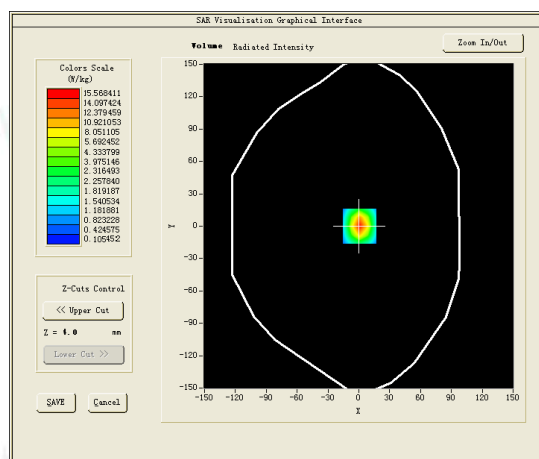 SAR Visualisation Graphical Interface
Volume Radiated Intensity
Zoom In/Out
Colors Scale
(W/kg)
15.568411
14.097424
12.379459
10.921053
8.051105
5.692452
4.333799
3.975146
2.316493
2.257840
1.819187
1.540534
1.181881
0.823228
0.424575
0.105452
150
120
90
60
30
0
-30
-60
-90
-120
-150
Y
-150 -120 -90 -60 -30 0 30 60 90 120 150
X
Z-Cuts Control
<< Upper Cut
Z = 4.0 mm
Lower Cut >>
SAVE
Cancel